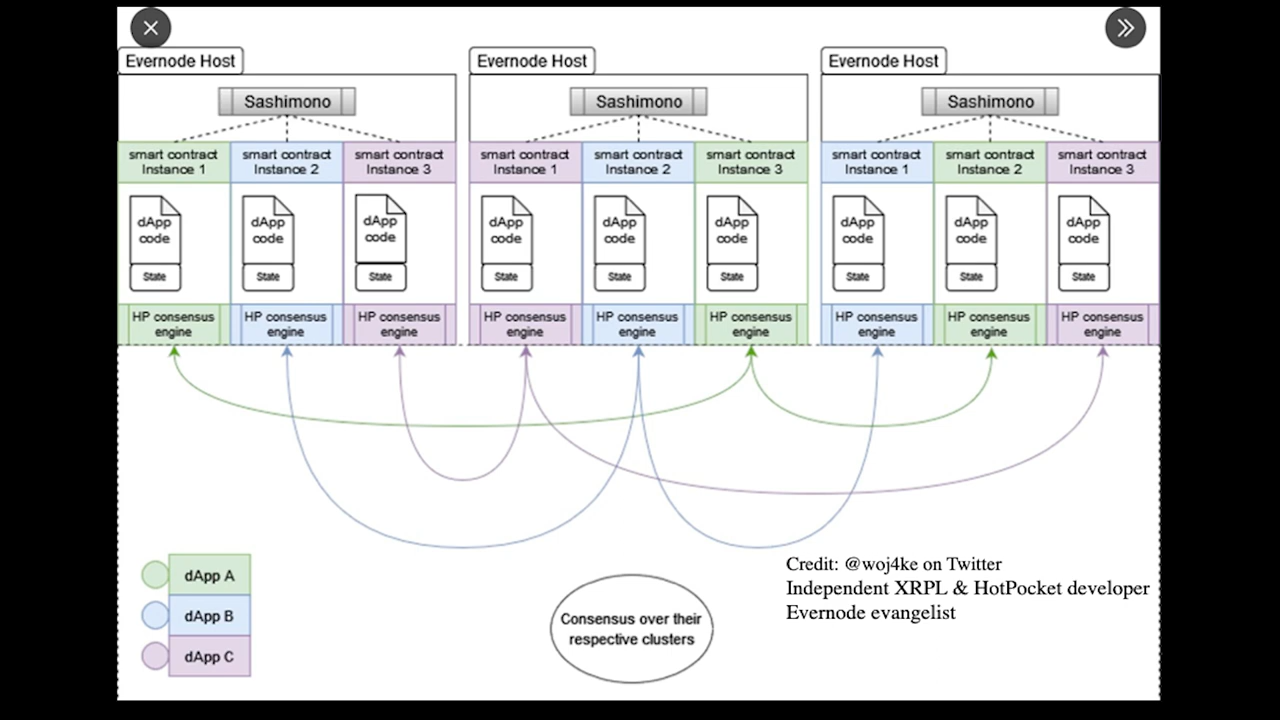 Evernode Host
Evernode Host
Evernode Host
Sashimono
Sashimono
Sashimono
smart contract
Instance 1
smart contract
Instance 2
smart contract
Instance 3
smart contract
Instance 1
smart contract
Instance 2
smart contract
Instance 3
smart contract
Instance 1
smart contract
Instance 2
smart contract
Instance 3
dApp
code
State
dApp
code
State
dApp
code
State
dApp
code
State
dApp
code
State
dApp
code
State
dApp
code
State
dApp
code
State
dApp
code
State
HP consensus
engine
HP consensus
engine
HP consensus
engine
HP consensus
engine
HP consensus
engine
HP consensus
engine
HP consensus
engine
HP consensus
engine
HP consensus
engine
dApp A
dApp B
dApp C
Consensus over their
respective clusters
Credit: @woj4ke on Twitter
Independent XRPL & HotPocket developer
Evernode evangelist